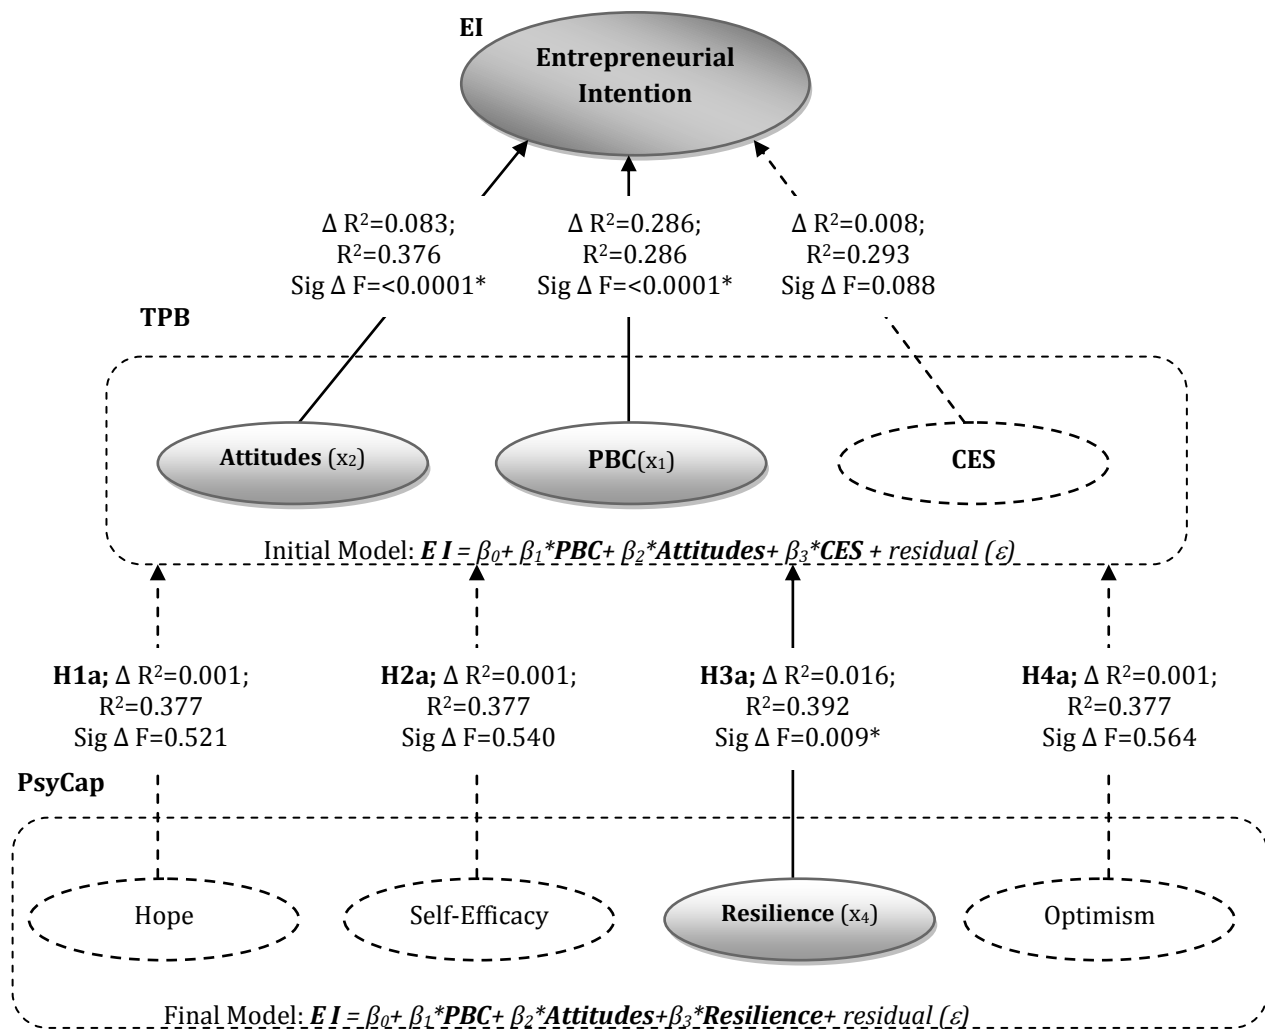 EI
Entrepreneurial
Intention
Δ R²=0.083;
R²=0.376
Sig Δ F=<0.0001*
Δ R²=0.286;
R²=0.286
Sig Δ F=<0.0001*
Δ R²=0.008;
R²=0.293
Sig Δ F=0.088
TPB
Attitudes (x₂)
PBC(x₁)
CES
Initial Model: E I = β₀+ β₁*PBC+ β₂*Attitudes+ β₃*CES + residual (ε)
H1a; Δ R²=0.001;
R²=0.377
Sig Δ F=0.521
H2a; Δ R²=0.001;
R²=0.377
Sig Δ F=0.540
H3a; Δ R²=0.016;
R²=0.392
Sig Δ F=0.009*
H4a; Δ R²=0.001;
R²=0.377
Sig Δ F=0.564
PsyCap
Hope
Self-Efficacy
Resilience (x₄)
Optimism
Final Model: E I = β₀+ β₁*PBC+ β₂*Attitudes+β₃*Resilience+ residual (ε)